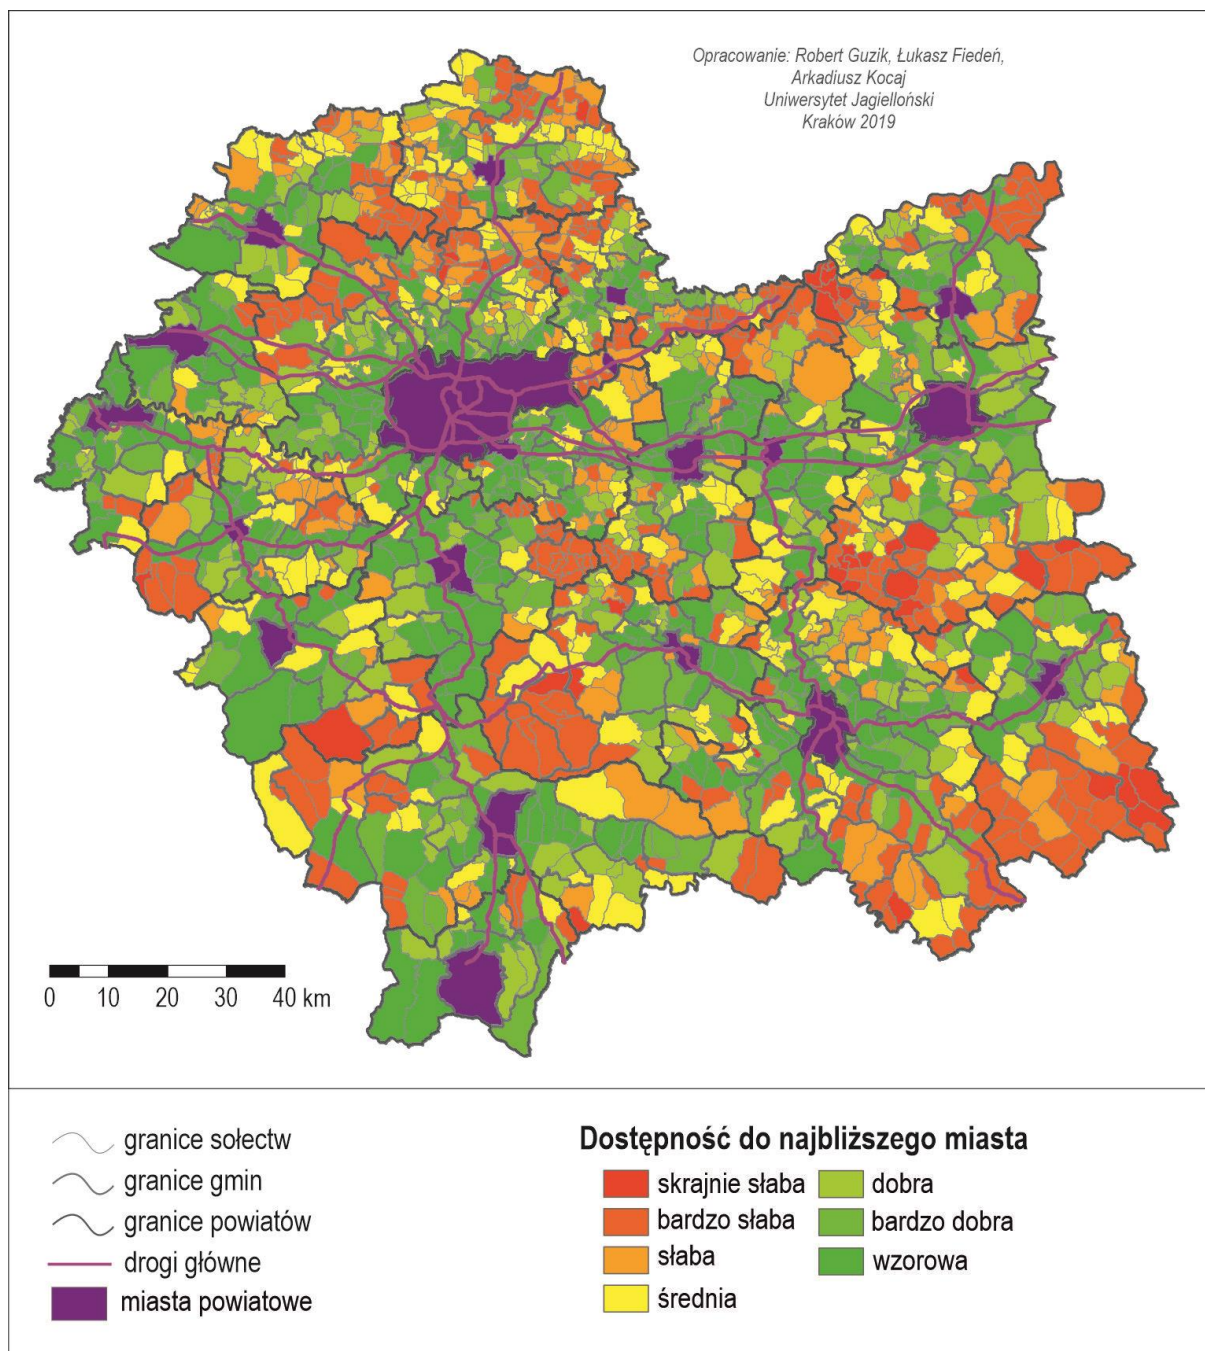 Opracowanie: Robert Guzik, Łukasz Fiedeń,
Arkadiusz Kocaj
Uniwersytet Jagielloński
Kraków 2019
0 10 20 30 40 km
granice sołectw
granice gmin
granice powiatów
drogi główne
miasta powiatowe
Dostępność do najbliższego miasta
skrajnie słaba
bardzo słaba
słaba
średnia
dobra
bardzo dobra
wzorowa